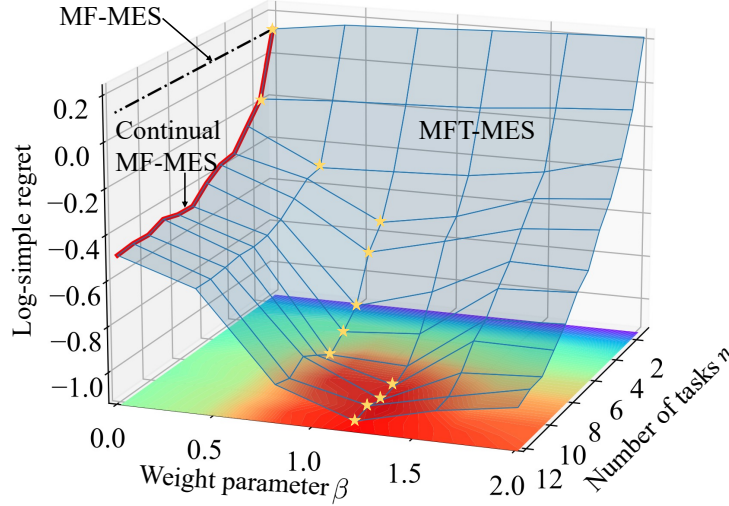 MF-MES
0.2
Continual
MF-MES
MFT-MES
0.0
−0.2
−0.4
−0.6
−0.8
−1.0
Log-simple regret
0.0
0.5
1.0
1.5
2.0
Weight parameter β
2
4
6
8
10
12
Number of tasks n